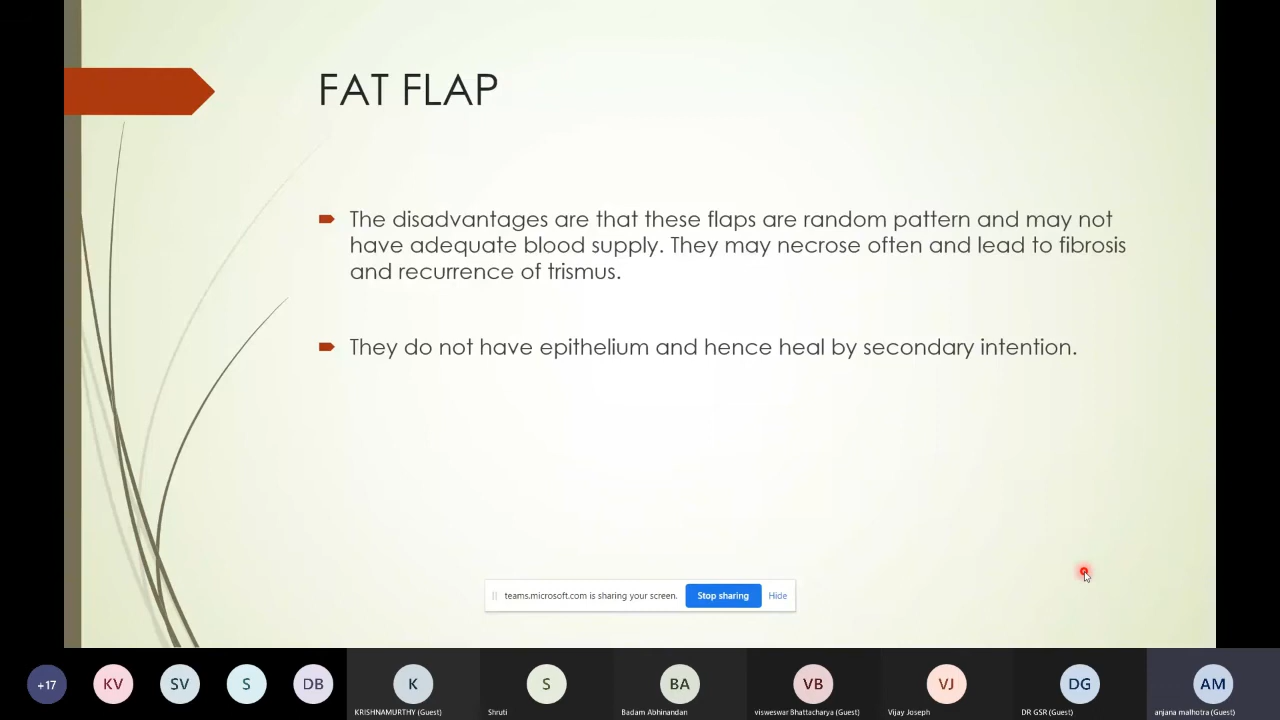 FAT FLAP
The disadvantages are that these flaps are random pattern and may not
have adequate blood supply. They may necrose often and lead to fibrosis
and recurrence of trismus.
They do not have epithelium and hence heal by secondary intention.
teams.microsoft.com is sharing your screen. Stop sharing Hide
+17 KV SV S DB K S BA VB VJ DG AM
KRISHNAMURTHY (Guest) Shruti Badam Abhinandan visweswar Bhattacharya (Guest) Vijay Joseph DR GSR (Guest) anjana malhotra (Guest)